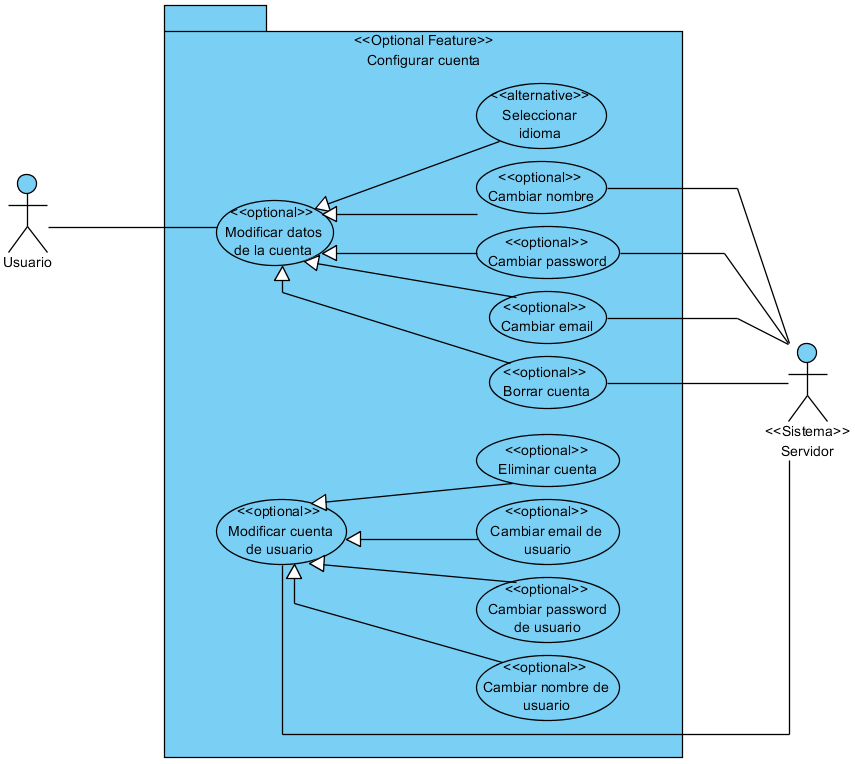 <<Optional Feature>>
Configurar cuenta
<<alternative>>
Seleccionar
idioma
<<optional>>
Cambiar nombre
<<optional>>
Modificar datos
de la cuenta
<<optional>>
Cambiar password
Usuario
<<optional>>
Cambiar email
<<optional>>
Borrar cuenta
<<Sistema>>
Servidor
<<optional>>
Eliminar cuenta
<<optional>>
Modificar cuenta
de usuario
<<optional>>
Cambiar email de
usuario
<<optional>>
Cambiar password
de usuario
<<optional>>
Cambiar nombre de
usuario